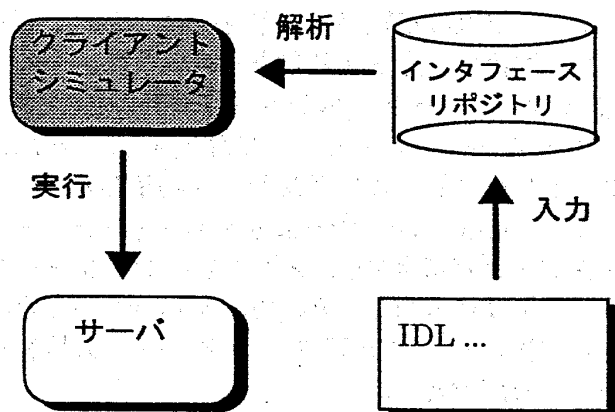 クライアント
シミュレータ
解析
インタフェース
リポジトリ
実行
入力
サーバ
IDL ...